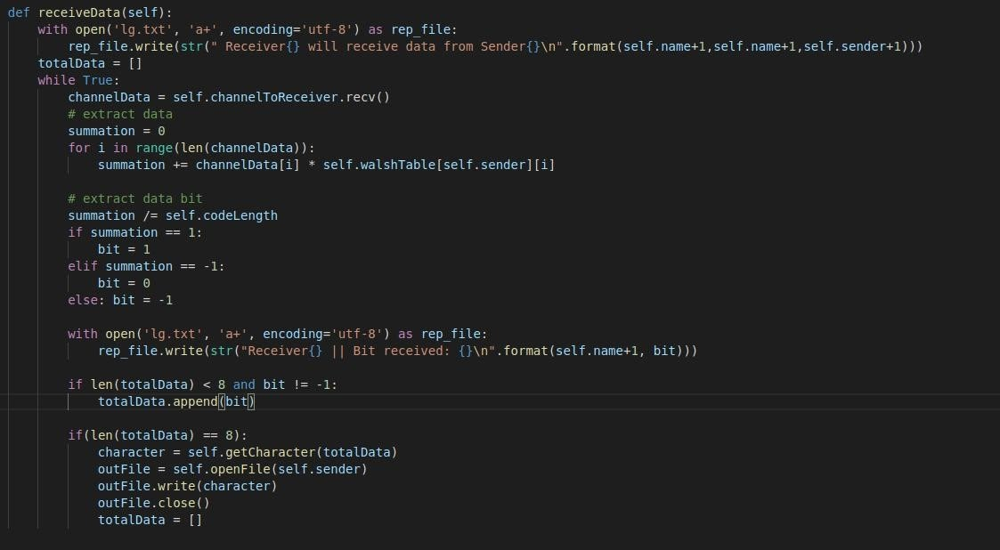 def receiveData(self):
    with open('lg.txt', 'a+', encoding='utf-8') as rep_file:
        rep_file.write(str(" Receiver{} will receive data from Sender{}\n".format(self.name+1,self.name+1,self.sender+1)))
    totalData = []
    while True:
        channelData = self.channelToReceiver.recv()
        # extract data
        summation = 0
        for i in range(len(channelData)):
            summation += channelData[i] * self.walshTable[self.sender][i]

        # extract data bit
        summation /= self.codeLength
        if summation == 1:
            bit = 1
        elif summation == -1:
            bit = 0
        else: bit = -1

        with open('lg.txt', 'a+', encoding='utf-8') as rep_file:
            rep_file.write(str("Receiver{} || Bit received: {}\n".format(self.name+1, bit)))

        if len(totalData) < 8 and bit != -1:
            totalData.append(bit)

        if(len(totalData) == 8):
            character = self.getCharacter(totalData)
            outFile = self.openFile(self.sender)
            outFile.write(character)
            outFile.close()
            totalData = []